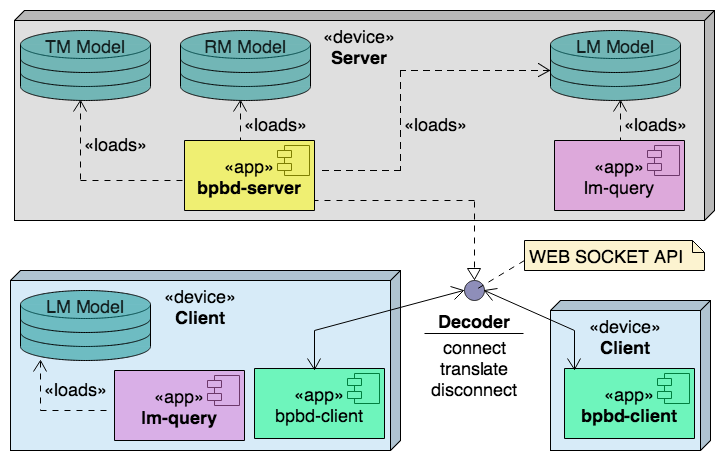 TM Model
RM Model
«device»
Server
LM Model
«loads»
«loads»
«loads»
«loads»
«app»
bpbd-server
«app»
lm-query
WEB SOCKET API
LM Model
«device»
Client
Decoder
connect
translate
disconnect
«device»
Client
«loads»
«app»
lm-query
«app»
bpbd-client
«app»
bpbd-client